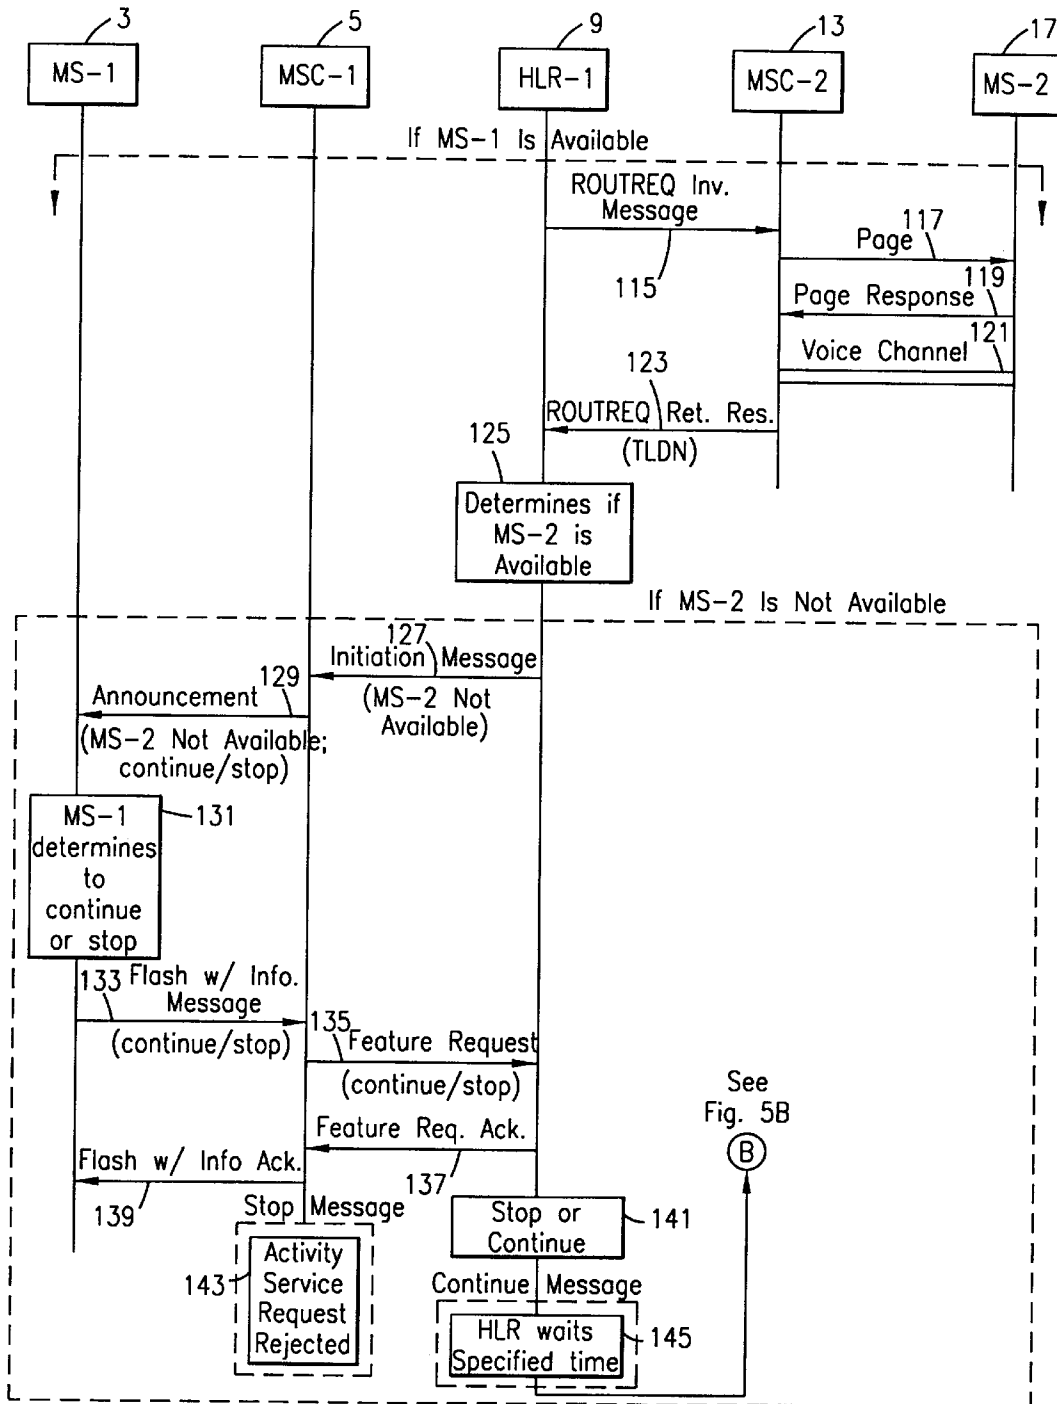 3
5
9
13
17
MS-1
MSC-1
HLR-1
MSC-2
MS-2
If MS-1 Is Available
ROUTREQ Inv.
Message
115
Page
117
Page Response
119
Voice Channel
121
123
ROUTREQ Ret. Res.
(TLDN)
125
Determines if
MS-2 is
Available
If MS-2 Is Not Available
127
Initiation Message
(MS-2 Not
Available)
129
Announcement
(MS-2 Not Available;
continue/stop)
MS-1
determines
to
continue
or stop
131
133
Flash w/ Info.
Message
(continue/stop)
135
Feature Request
(continue/stop)
Feature Req. Ack.
137
Flash w/ Info Ack.
139
See
Fig. 5B
B
Stop Message
Stop or
Continue
141
143
Activity
Service
Request
Rejected
Continue Message
HLR waits
Specified time
145